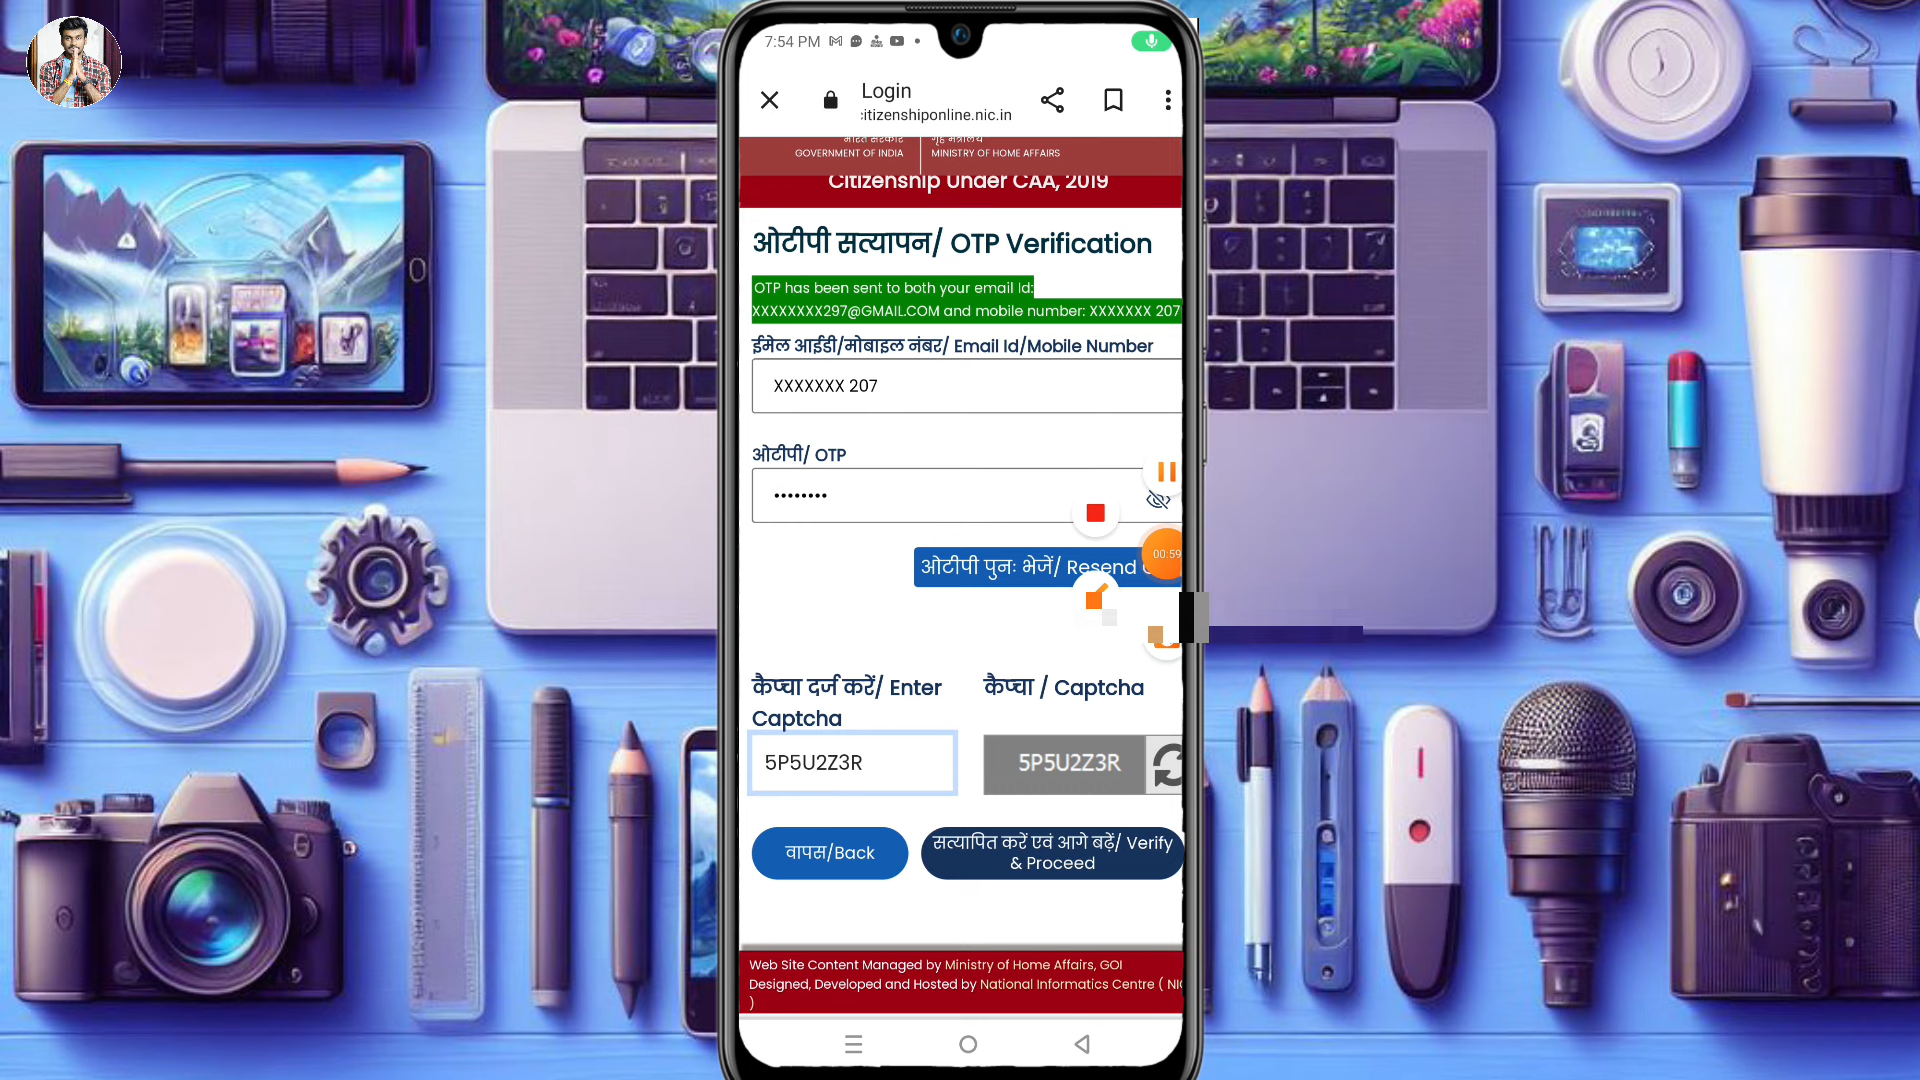 7:54 PM
Login
citizenshiponline.nic.in
भारत सरकार
गृह मंत्रालय
GOVERNMENT OF INDIA
MINISTRY OF HOME AFFAIRS
Citizenship Under CAA, 2019
ओटीपी सत्यापन/ OTP Verification
OTP has been sent to both your email Id:
XXXXXXXX297@GMAIL.COM and mobile number: XXXXXXX 207
ईमेल आईडी/मोबाइल नंबर/ Email Id/Mobile Number
XXXXXXX 207
ओटीपी/ OTP
••••••••
ओटीपी पुनः भेजें/ Resend
00:59
कैप्चा दर्ज करें/ Enter
Captcha
कैप्चा / Captcha
5P5U2Z3R
5P5U2Z3R
वापस/Back
सत्यापित करें एवं आगे बढ़ें/ Verify
& Proceed
Web Site Content Managed by Ministry of Home Affairs, GOI
Designed, Developed and Hosted by National Informatics Centre ( NIC
)